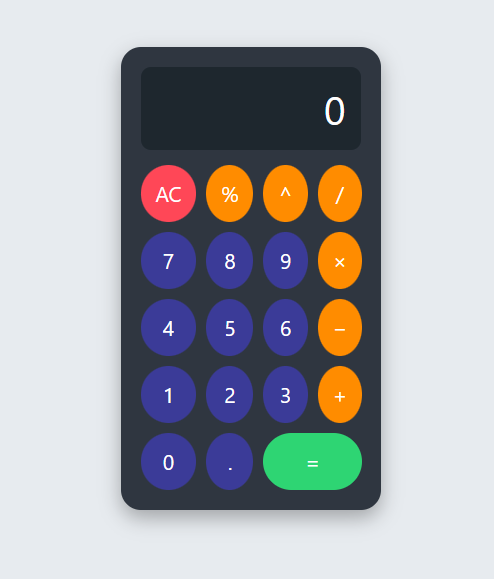 0
AC % ^ /
7 8 9 ×
4 5 6 −
1 2 3 +
0 . =